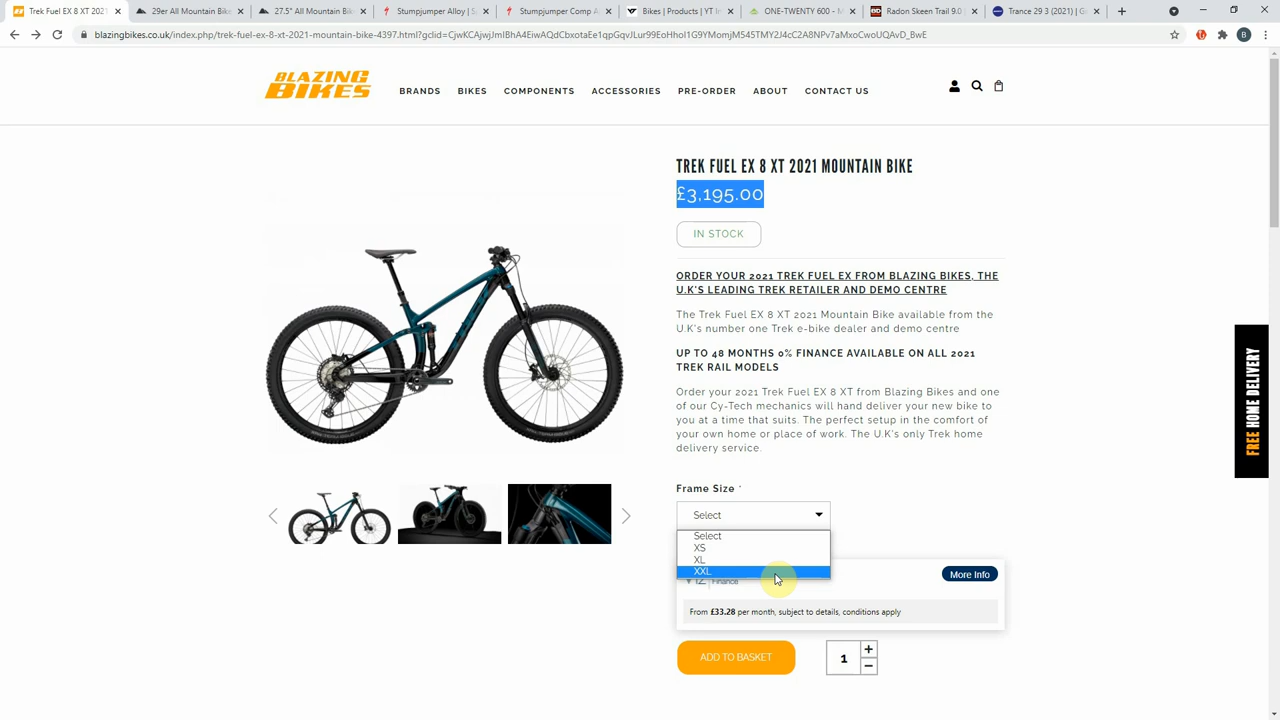 Trek Fuel EX 8 XT 2021
29er All Mountain Bike
27.5" All Mountain Bike
Stumpjumper Alloy | S
Stumpjumper Comp A
Bikes | Products | YT In
ONE-TWENTY 600 - M
Radon Skeen Trail 9.0
Trance 29 3 (2021) | G
blazingbikes.co.uk/index.php/trek-fuel-ex-8-xt-2021-mountain-bike-4397.html?gclid=CjwKCAjwjJmIBhA4EiwAQdCbxotaEe1qpGqvJLur99EoHhoI1G9YMomjM545TMY2J4cC2A8NPv7aMxoCwoUQAvD_BwE
B
BLAZING
BIKES
BRANDS
BIKES
COMPONENTS
ACCESSORIES
PRE-ORDER
ABOUT
CONTACT US
TREK FUEL EX 8 XT 2021 MOUNTAIN BIKE
£3,195.00
IN STOCK
ORDER YOUR 2021 TREK FUEL EX FROM BLAZING BIKES, THE
U.K'S LEADING TREK RETAILER AND DEMO CENTRE
The Trek Fuel EX 8 XT 2021 Mountain Bike available from the
U.K's number one Trek e-bike dealer and demo centre
UP TO 48 MONTHS 0% FINANCE AVAILABLE ON ALL 2021
TREK RAIL MODELS
Order your 2021 Trek Fuel EX 8 XT from Blazing Bikes and one
of our Cy-Tech mechanics will hand deliver your new bike to
you at a time that suits. The perfect setup in the comfort of
your own home or place of work. The U.K's only Trek home
delivery service.
FREE HOME DELIVERY
Frame Size *
Select
Select
XS
XL
XXL
Finance
More Info
From £33.28 per month, subject to details, conditions apply
ADD TO BASKET
1
+
−